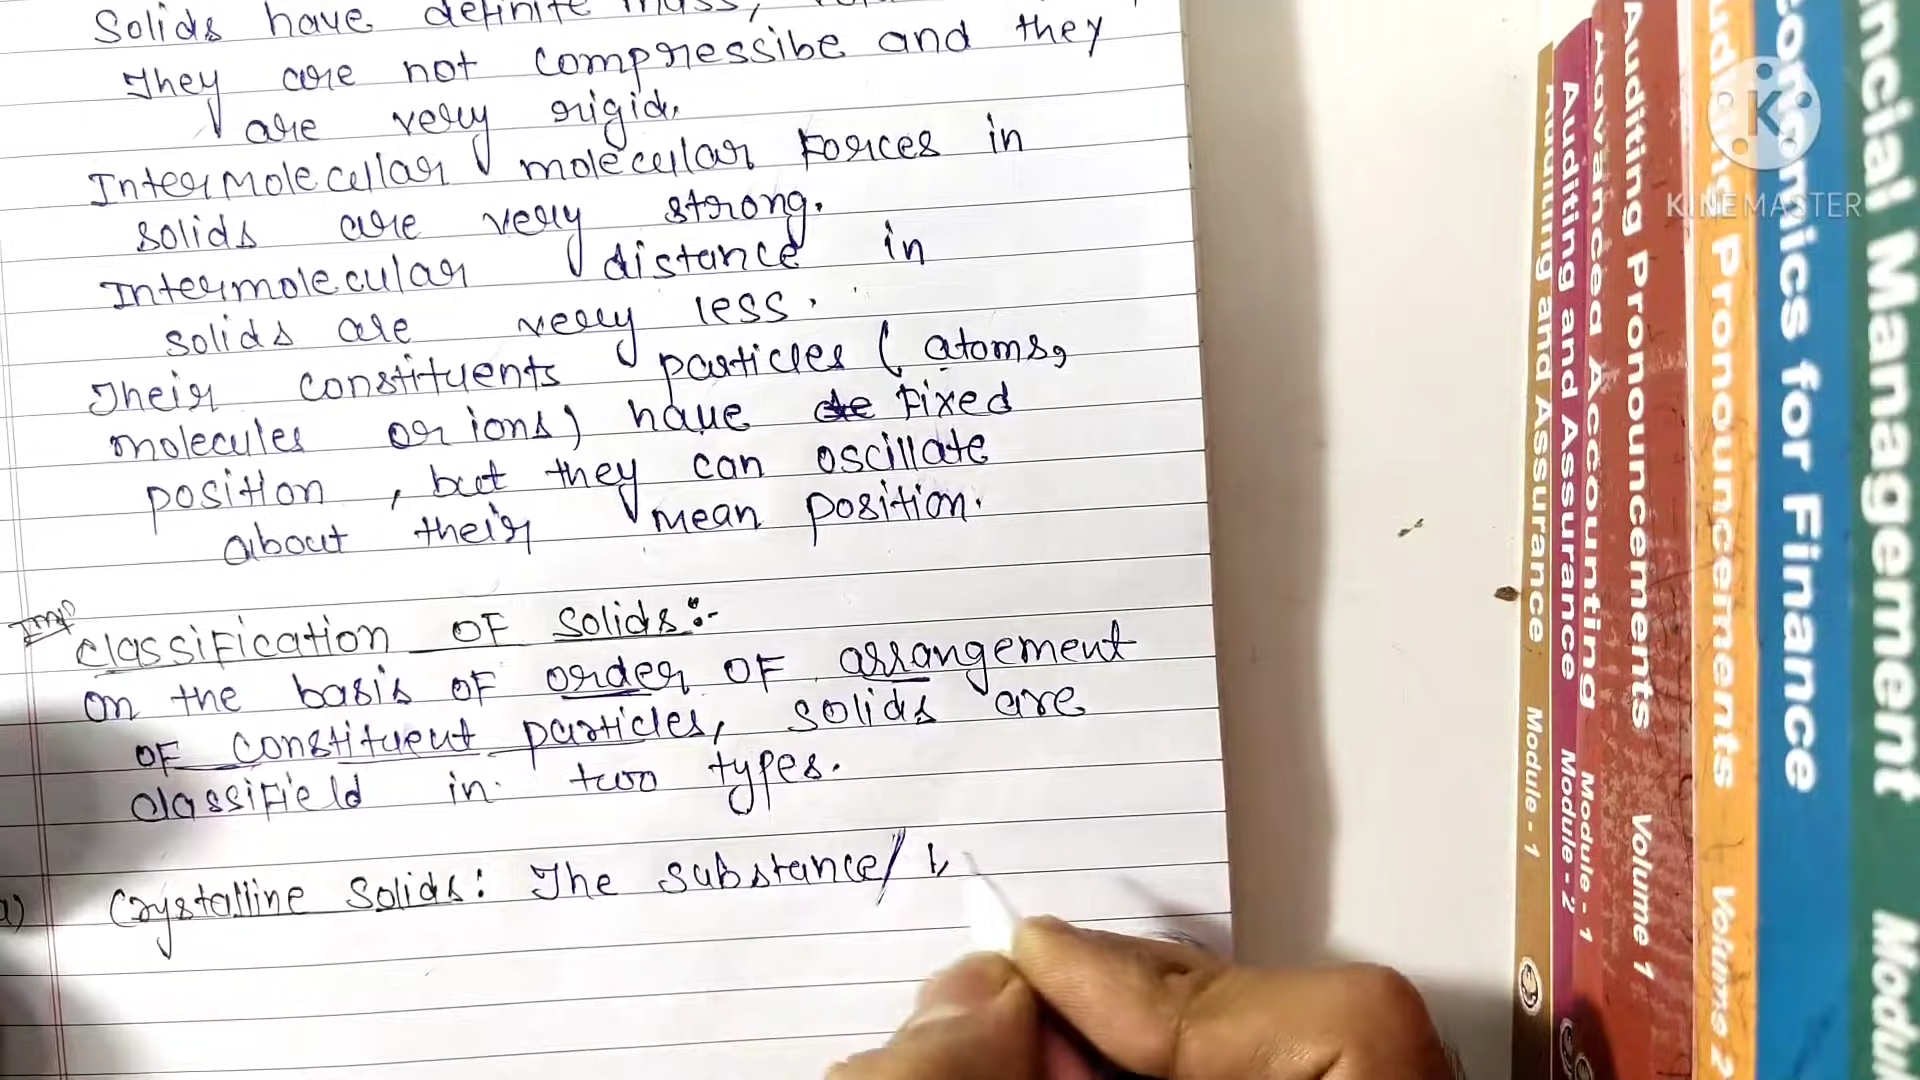 Solids have definite mass,
They are not compressibe and they
are very rigid.
Intermolecular molecular Forces in
solids are very strong.
Intermolecular distance in
solids are very less.
Their constituents particles (atoms,
molecules or ions) have de Fixed
position, but they can oscillate
about their mean position.
Imp
Classification OF Solids:-
On the basis OF order OF arrangement
OF constituent particles, solids are
classifield in two types.
a) Crystalline Solids: The substance/
Auditing and Assurance Module - 1
Auditing and Assurance Module - 2
Advanced Accounting Module - 1
Auditing Pronouncements Volume 1
Pronouncements Volume 2
for Finance
ncial Management Modul
KINEMASTER
K